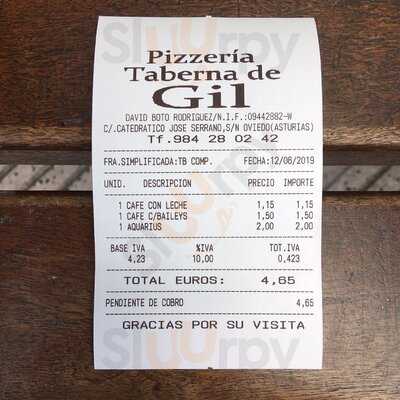 Pizzería
Taberna de
Gil
DAVID BOTO RODRIGUEZ/N.I.F.:09442882-W
C/.CATEDRATICO JOSE SERRANO,S/N OVIEDO(ASTURIAS)
Tf.984 28 02 42
FRA.SIMPLIFICADA:TB COMP. FECHA:12/06/2019
UNID. DESCRIPCION PRECIO IMPORTE
1 CAFE CON LECHE 1,15 1,15
1 CAFE C/BAILEYS 1,50 1,50
1 AQUARIUS 2,00 2,00
BASE IVA %IVA TOT.IVA
4,23 10,00 0,423
TOTAL EUROS: 4,65
PENDIENTE DE COBRO 4,65
GRACIAS POR SU VISITA
sluurpy
sluurpy
sluurpy